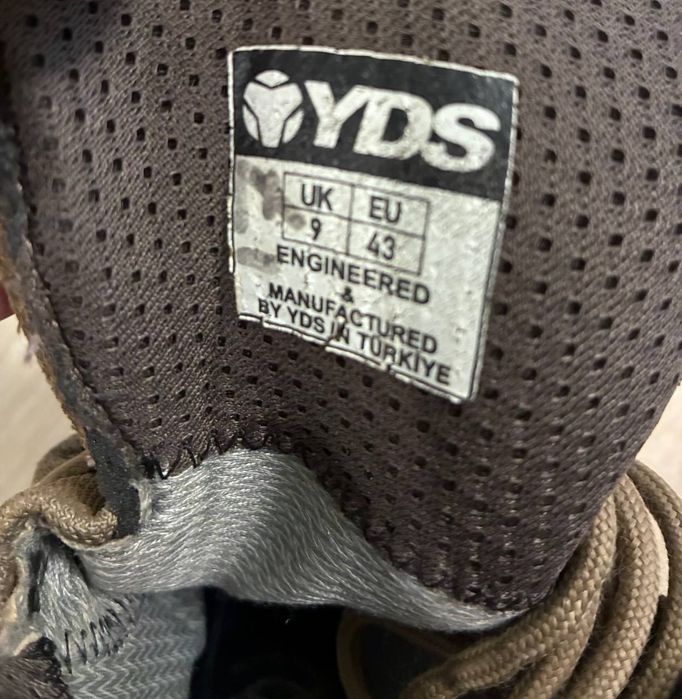 YDS
UK EU
9 43
ENGINEERED
&
MANUFACTURED
BY YDS IN TÜRKİYE